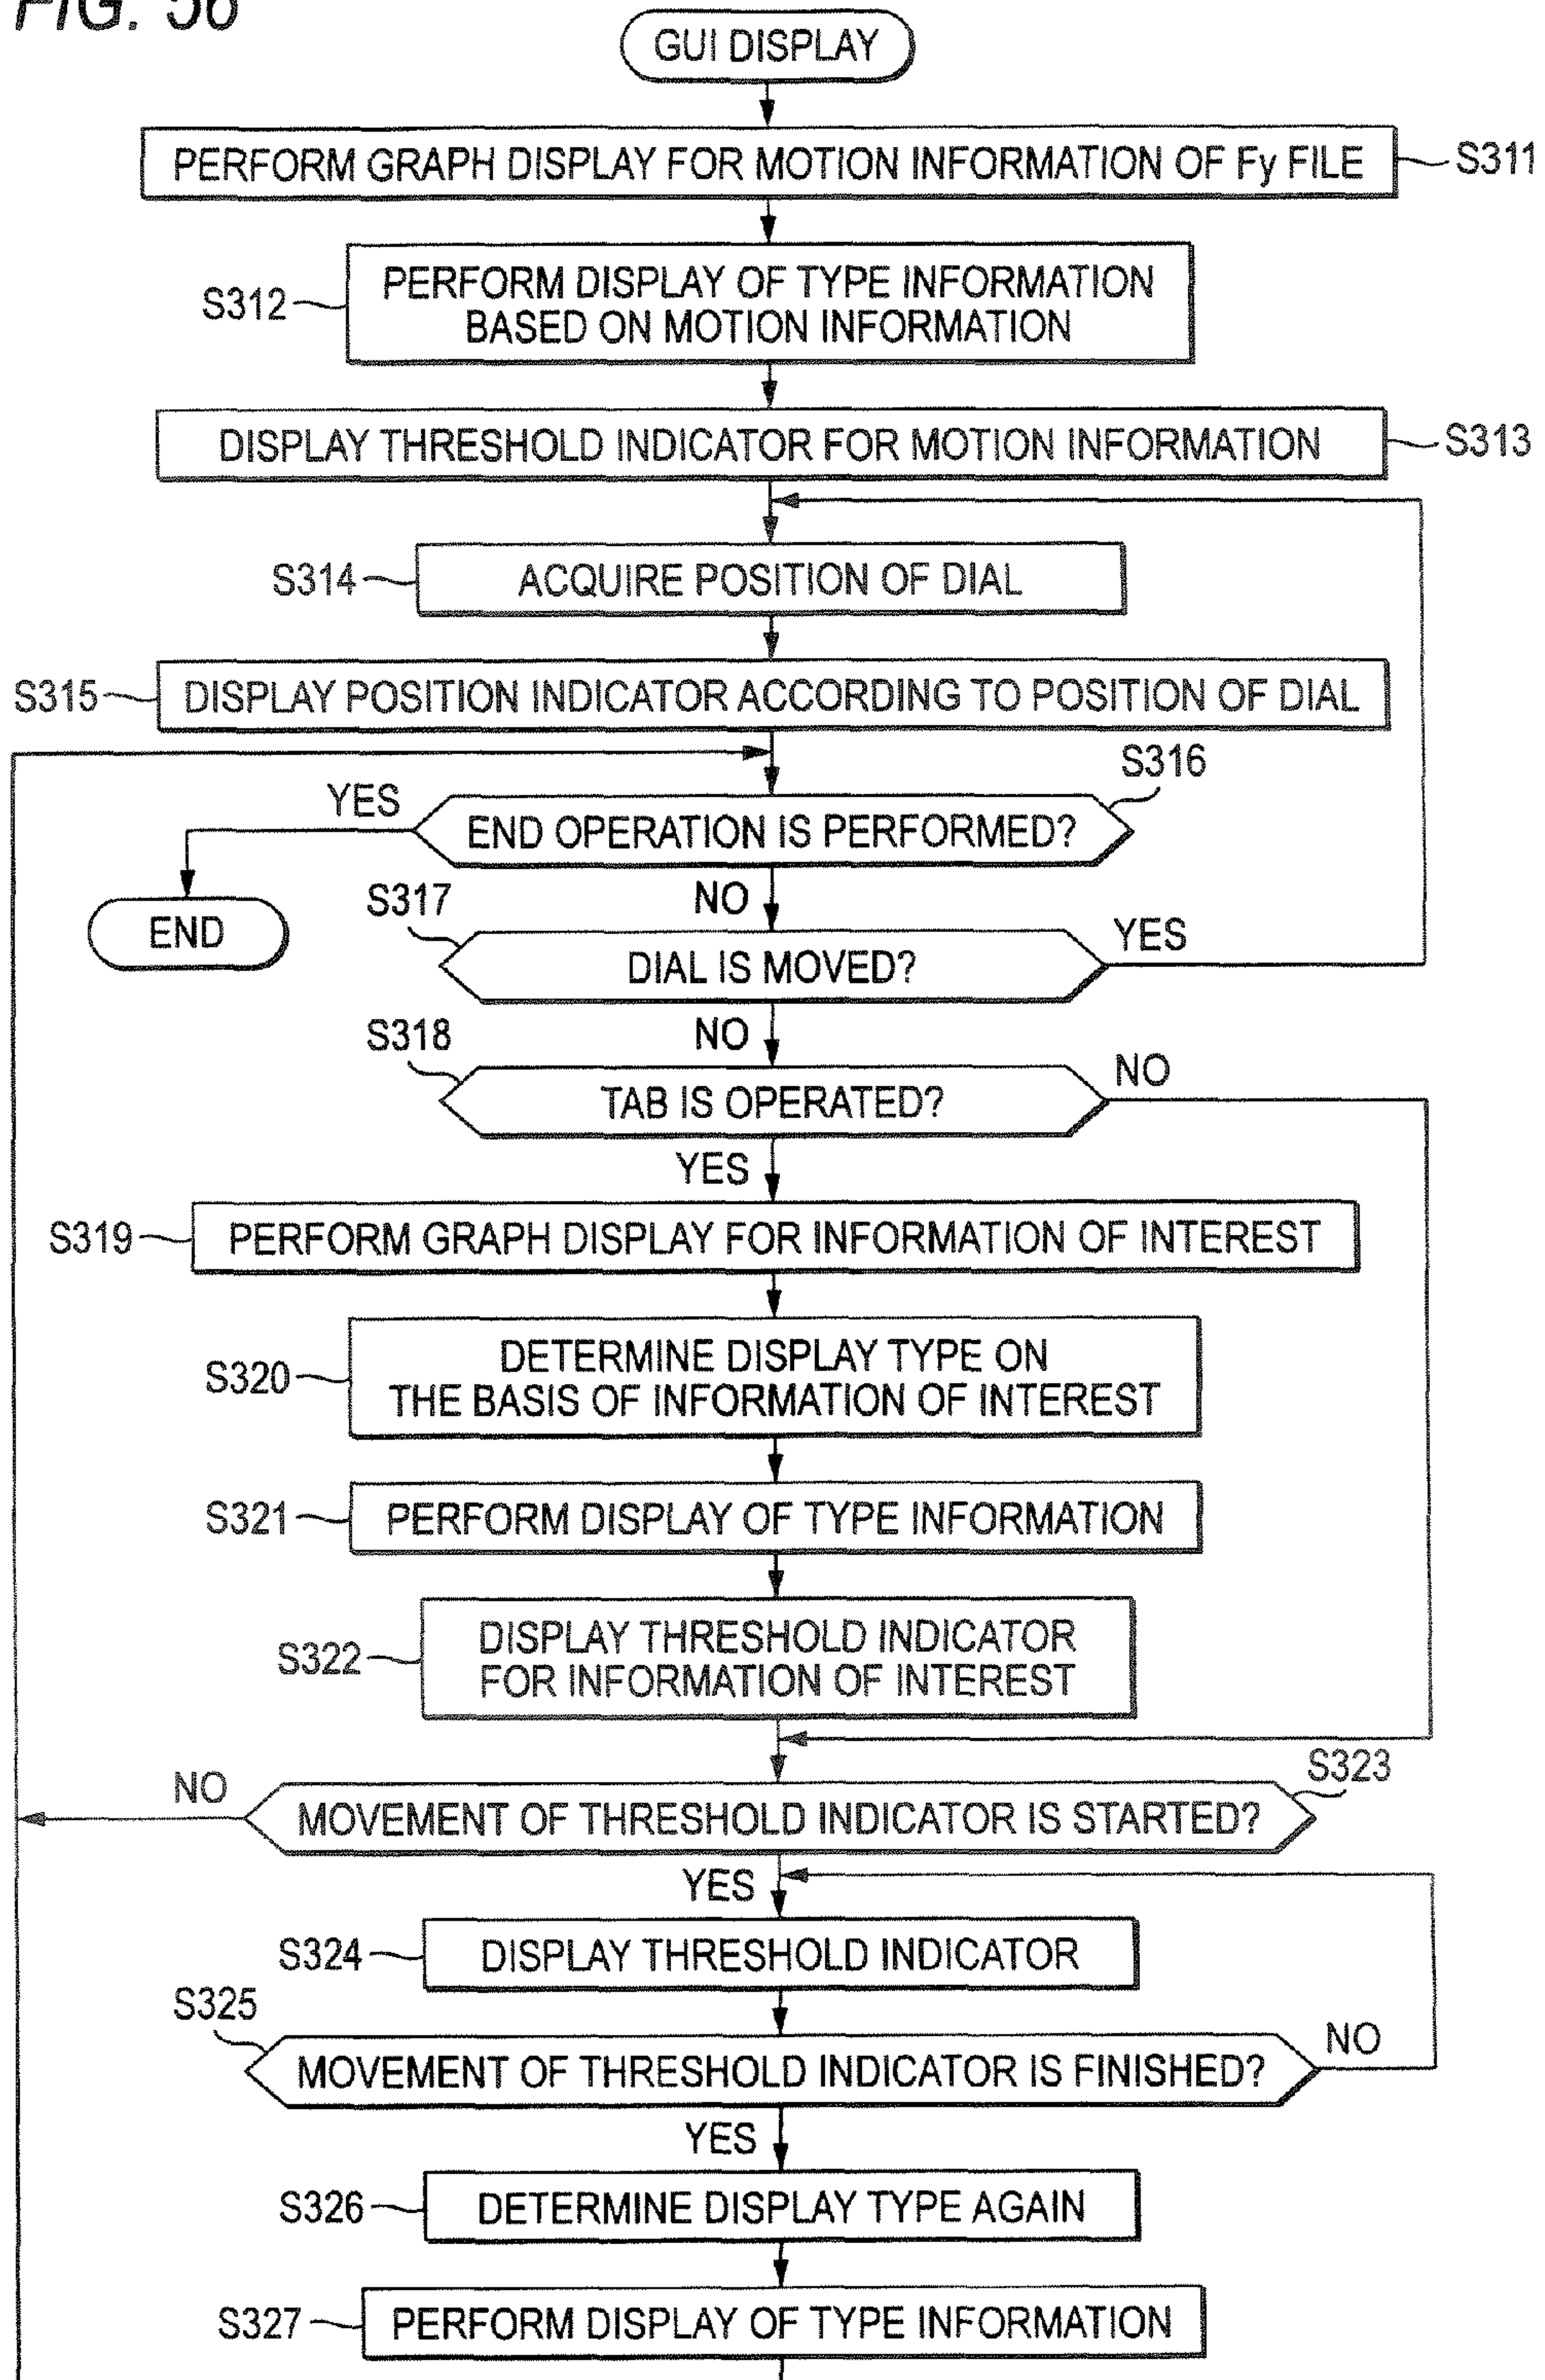 FIG. 56
GUI DISPLAY
PERFORM GRAPH DISPLAY FOR MOTION INFORMATION OF Fy FILE
S311
S312
PERFORM DISPLAY OF TYPE INFORMATION
BASED ON MOTION INFORMATION
DISPLAY THRESHOLD INDICATOR FOR MOTION INFORMATION
S313
S314
ACQUIRE POSITION OF DIAL
S315
DISPLAY POSITION INDICATOR ACCORDING TO POSITION OF DIAL
S316
YES
END OPERATION IS PERFORMED?
NO
END
S317
DIAL IS MOVED?
YES
NO
S318
TAB IS OPERATED?
NO
YES
S319
PERFORM GRAPH DISPLAY FOR INFORMATION OF INTEREST
S320
DETERMINE DISPLAY TYPE ON
THE BASIS OF INFORMATION OF INTEREST
S321
PERFORM DISPLAY OF TYPE INFORMATION
S322
DISPLAY THRESHOLD INDICATOR
FOR INFORMATION OF INTEREST
S323
NO
MOVEMENT OF THRESHOLD INDICATOR IS STARTED?
YES
S324
DISPLAY THRESHOLD INDICATOR
S325
MOVEMENT OF THRESHOLD INDICATOR IS FINISHED?
NO
YES
S326
DETERMINE DISPLAY TYPE AGAIN
S327
PERFORM DISPLAY OF TYPE INFORMATION